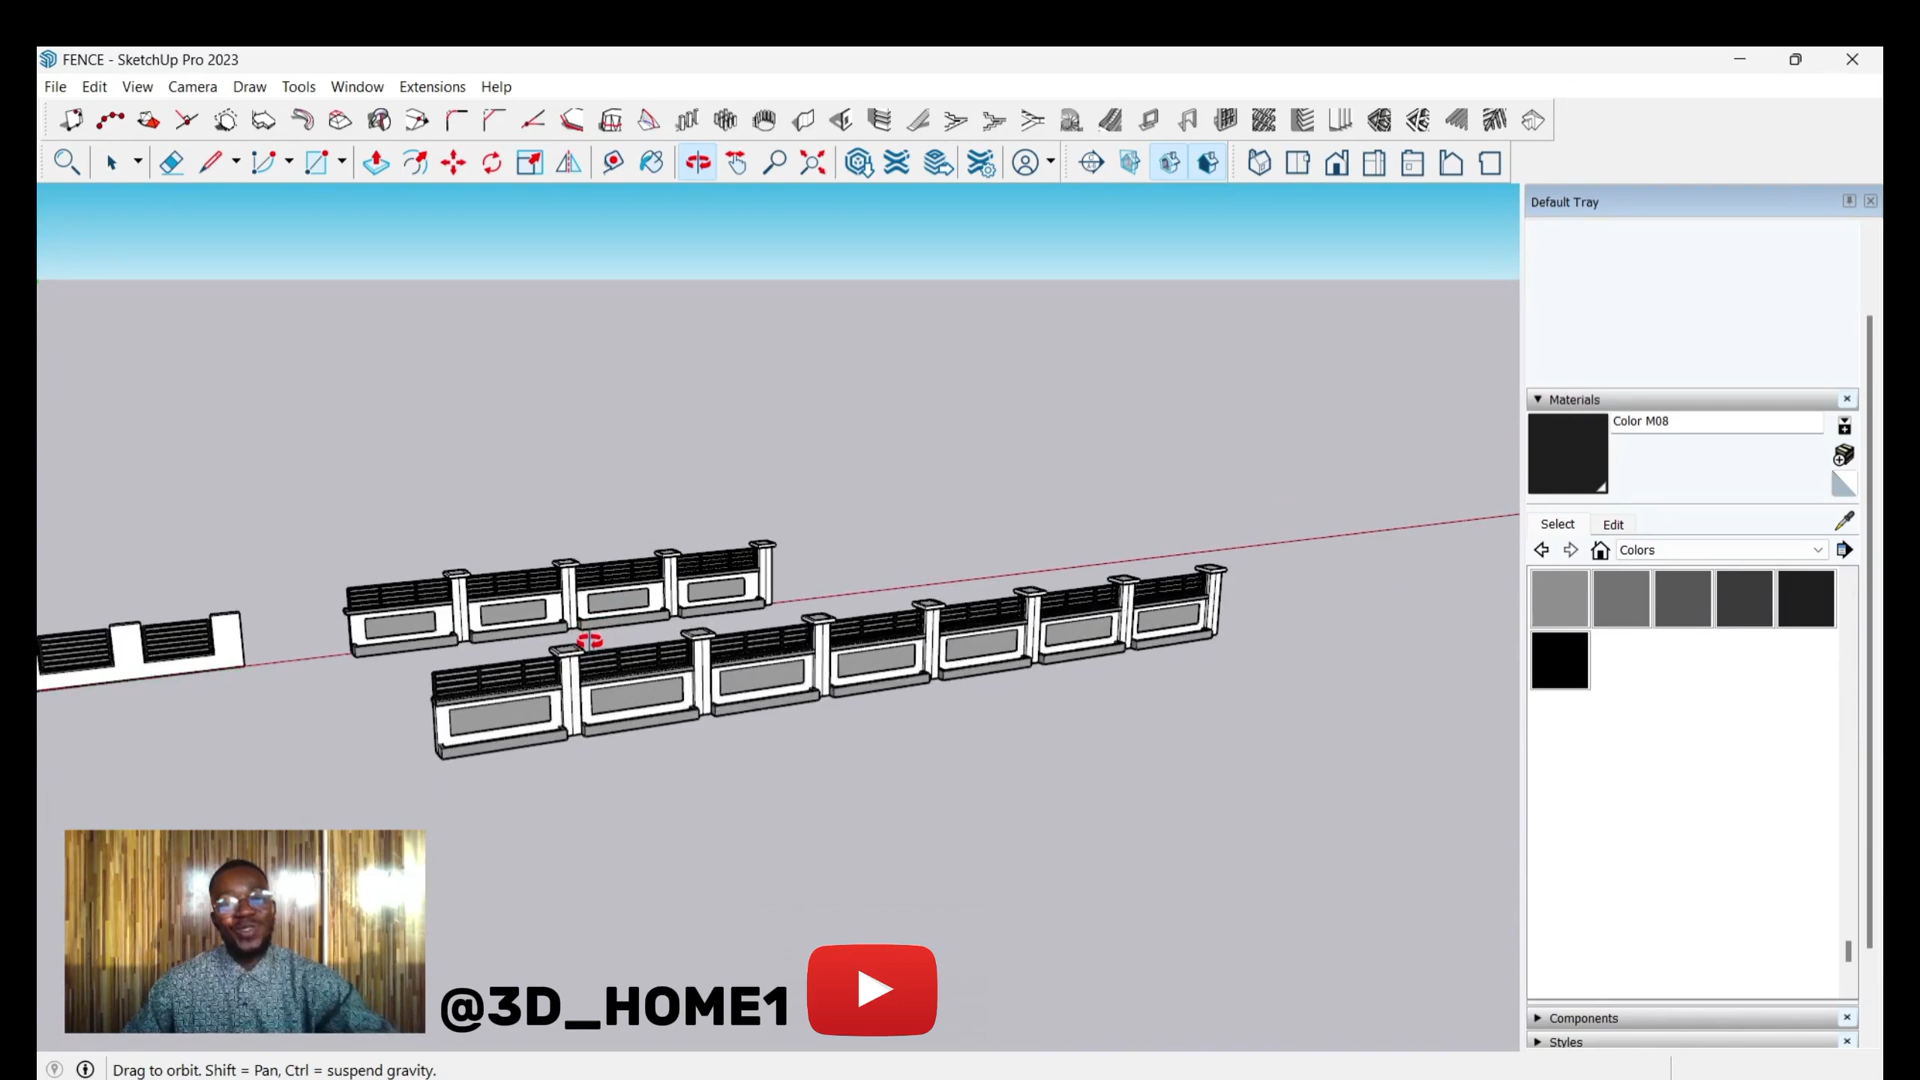 FENCE - SketchUp Pro 2023
File Edit View Camera Draw Tools Window Extensions Help
Default Tray
Materials
Color M08
Select Edit
Colors
Components
Styles
@3D_HOME1
Drag to orbit. Shift = Pan, Ctrl = suspend gravity.